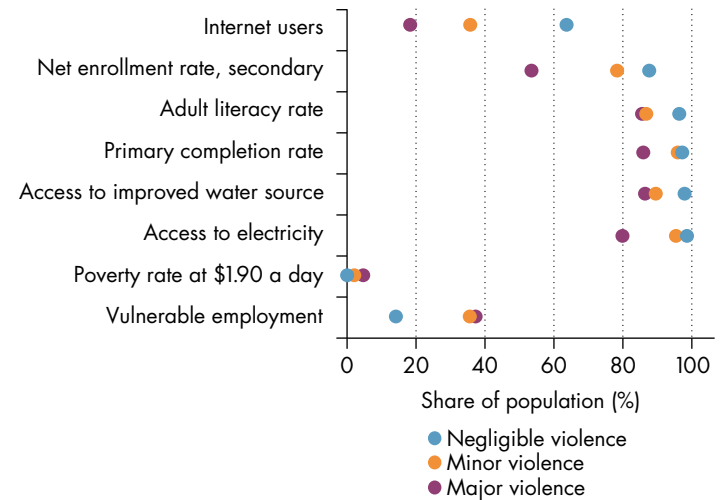 Internet users
Net enrollment rate, secondary
Adult literacy rate
Primary completion rate
Access to improved water source
Access to electricity
Poverty rate at $1.90 a day
Vulnerable employment
0 20 40 60 80 100
Share of population (%)
Negligible violence
Minor violence
Major violence